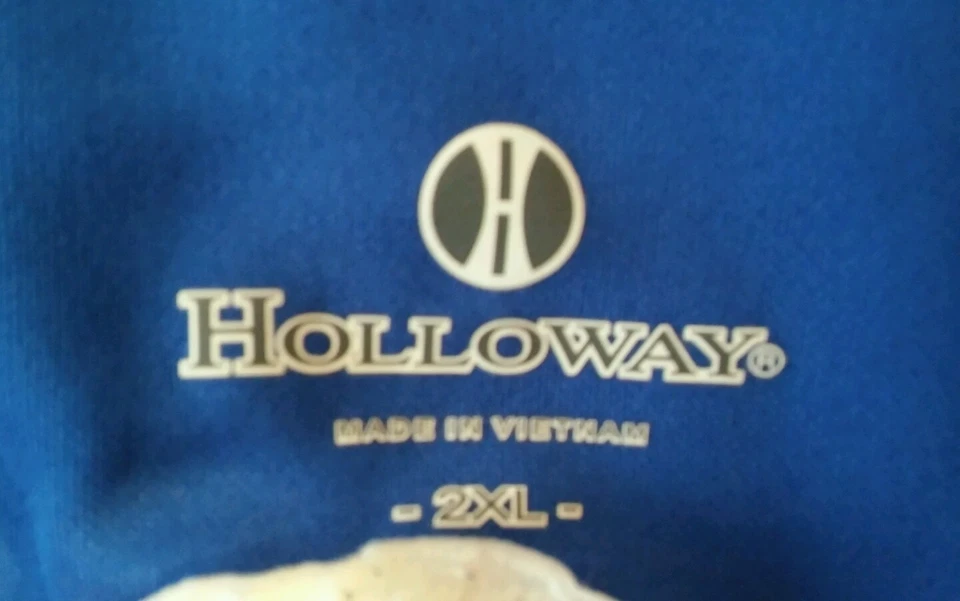 H
HOLLOWAY®
MADE IN VIETNAM
- 2XL -